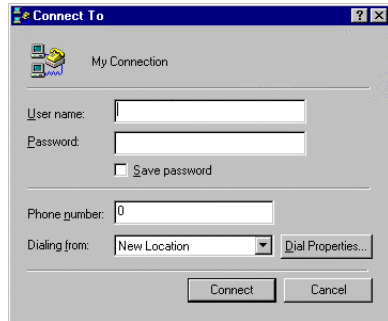 Connect To
My Connection
User name:
Password:
Save password
Phone number: 0
Dialing from: New Location Dial Properties...
Connect Cancel